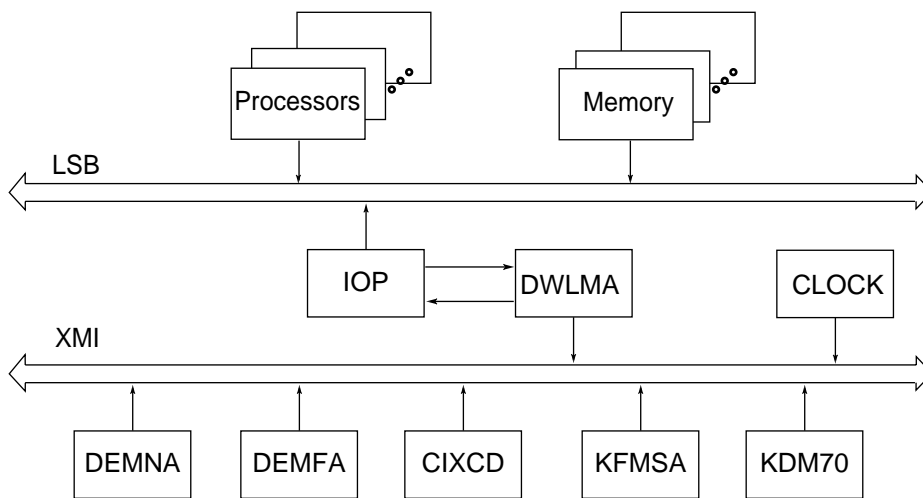 Processors
Memory
LSB
IOP
DWLMA
CLOCK
XMI
DEMNA
DEMFA
CIXCD
KFMSA
KDM70